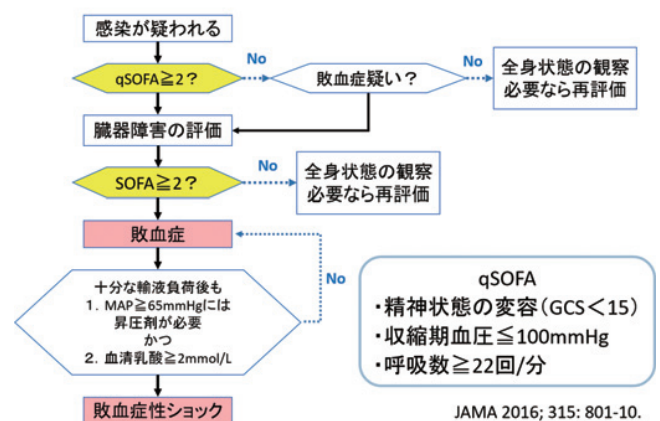 感染が疑われる
qSOFA≧2?
No
敗血症疑い?
No
全身状態の観察
必要なら再評価
臓器障害の評価
SOFA≧2?
No
全身状態の観察
必要なら再評価
敗血症
No
十分な輸液負荷後も
1. MAP≧65mmHgには
昇圧剤が必要
かつ
2. 血清乳酸≧2mmol/L
敗血症性ショック
qSOFA
・精神状態の変容(GCS<15)
・収縮期血圧≦100mmHg
・呼吸数≧22回/分
JAMA 2016; 315: 801-10.